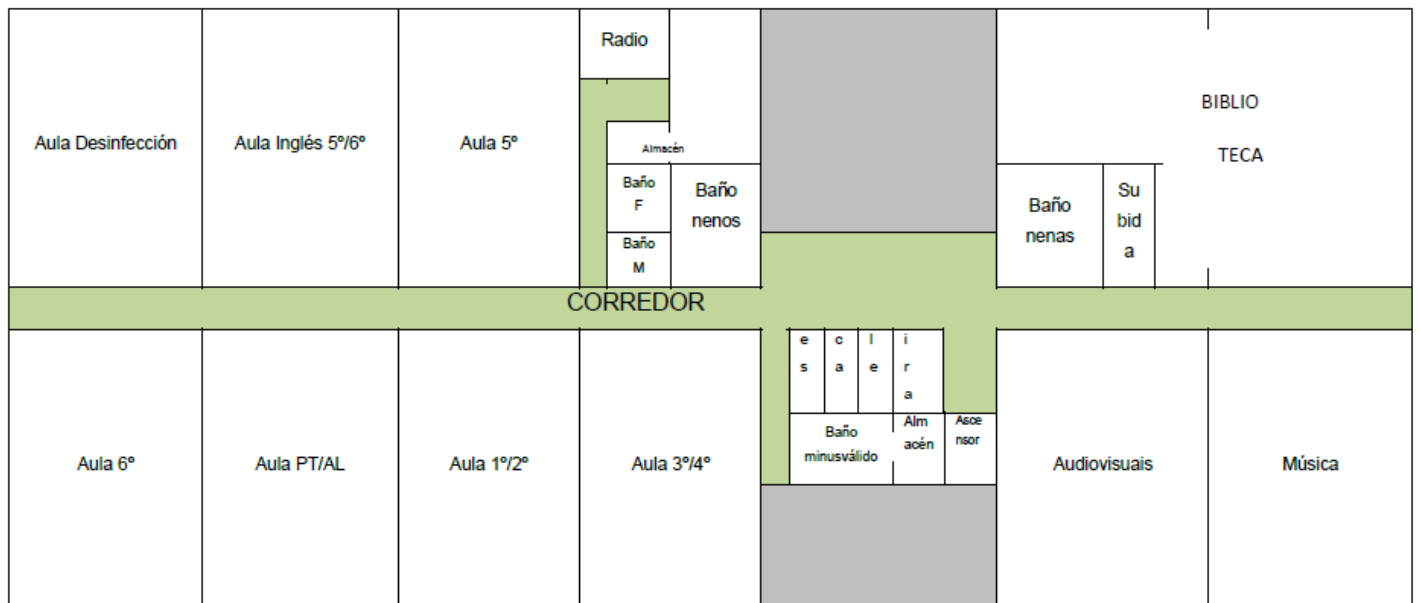 Radio
BIBLIO
Aula Desinfección
Aula Inglés 5º/6º
Aula 5º
Almacén
TECA
Baño
F
Baño
nenos
Baño
nenas
Su
bid
a
Baño
M
CORREDOR
e
s
c
a
l
e
i
r
a
Baño
minusválido
Alm
acén
Asce
nsor
Aula 6º
Aula PT/AL
Aula 1º/2º
Aula 3º/4º
Audiovisuais
Música